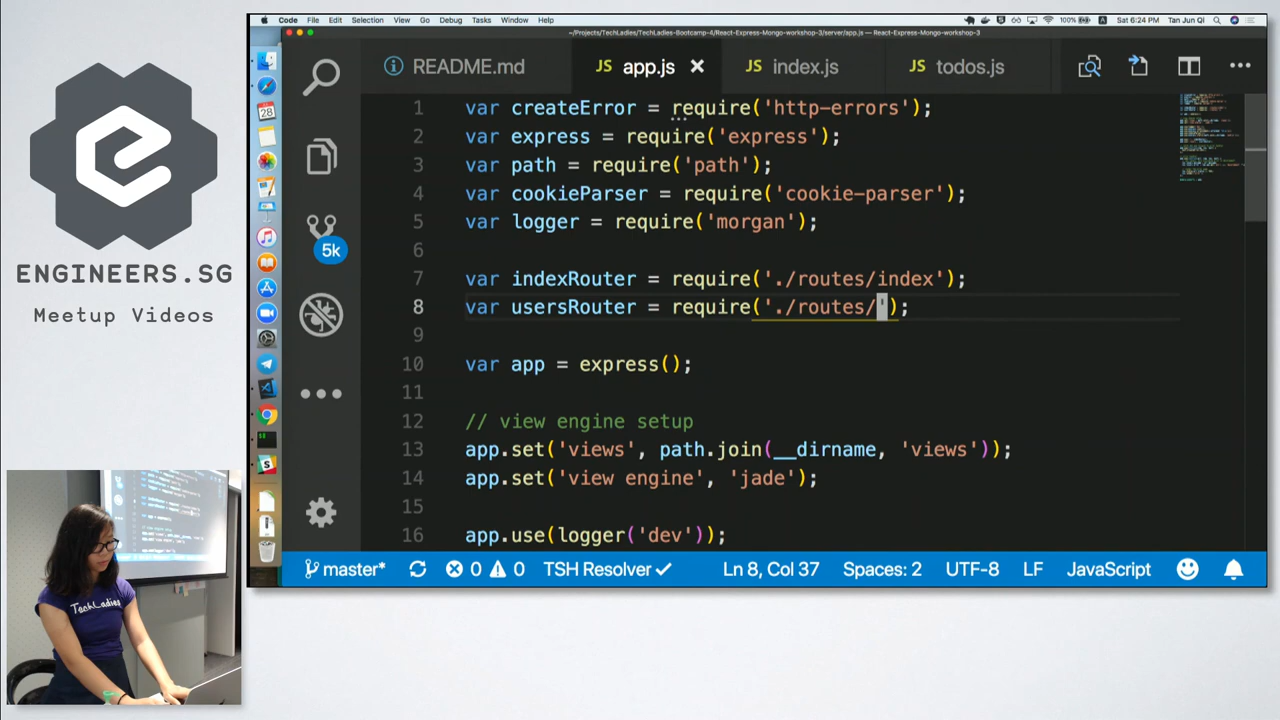 Code File Edit Selection View Go Debug Tasks Window Help 100% Sat 6:24 PM Tan Jun Qi
~/Projects/TechLadies/TechLadies-Bootcamp-4/React-Express-Mongo-workshop-3/server/app.js — React-Express-Mongo-workshop-3
README.md JS app.js JS index.js JS todos.js
1 var createError = require('http-errors');
2 var express = require('express');
3 var path = require('path');
4 var cookieParser = require('cookie-parser');
5 var logger = require('morgan');
6
7 var indexRouter = require('./routes/index');
8 var usersRouter = require('./routes/');
9
10 var app = express();
11
12 // view engine setup
13 app.set('views', path.join(__dirname, 'views'));
14 app.set('view engine', 'jade');
15
16 app.use(logger('dev'));
5k
28
master* 0 0 TSH Resolver Ln 8, Col 37 Spaces: 2 UTF-8 LF JavaScript
ENGINEERS.SG
Meetup Videos
TechLadies